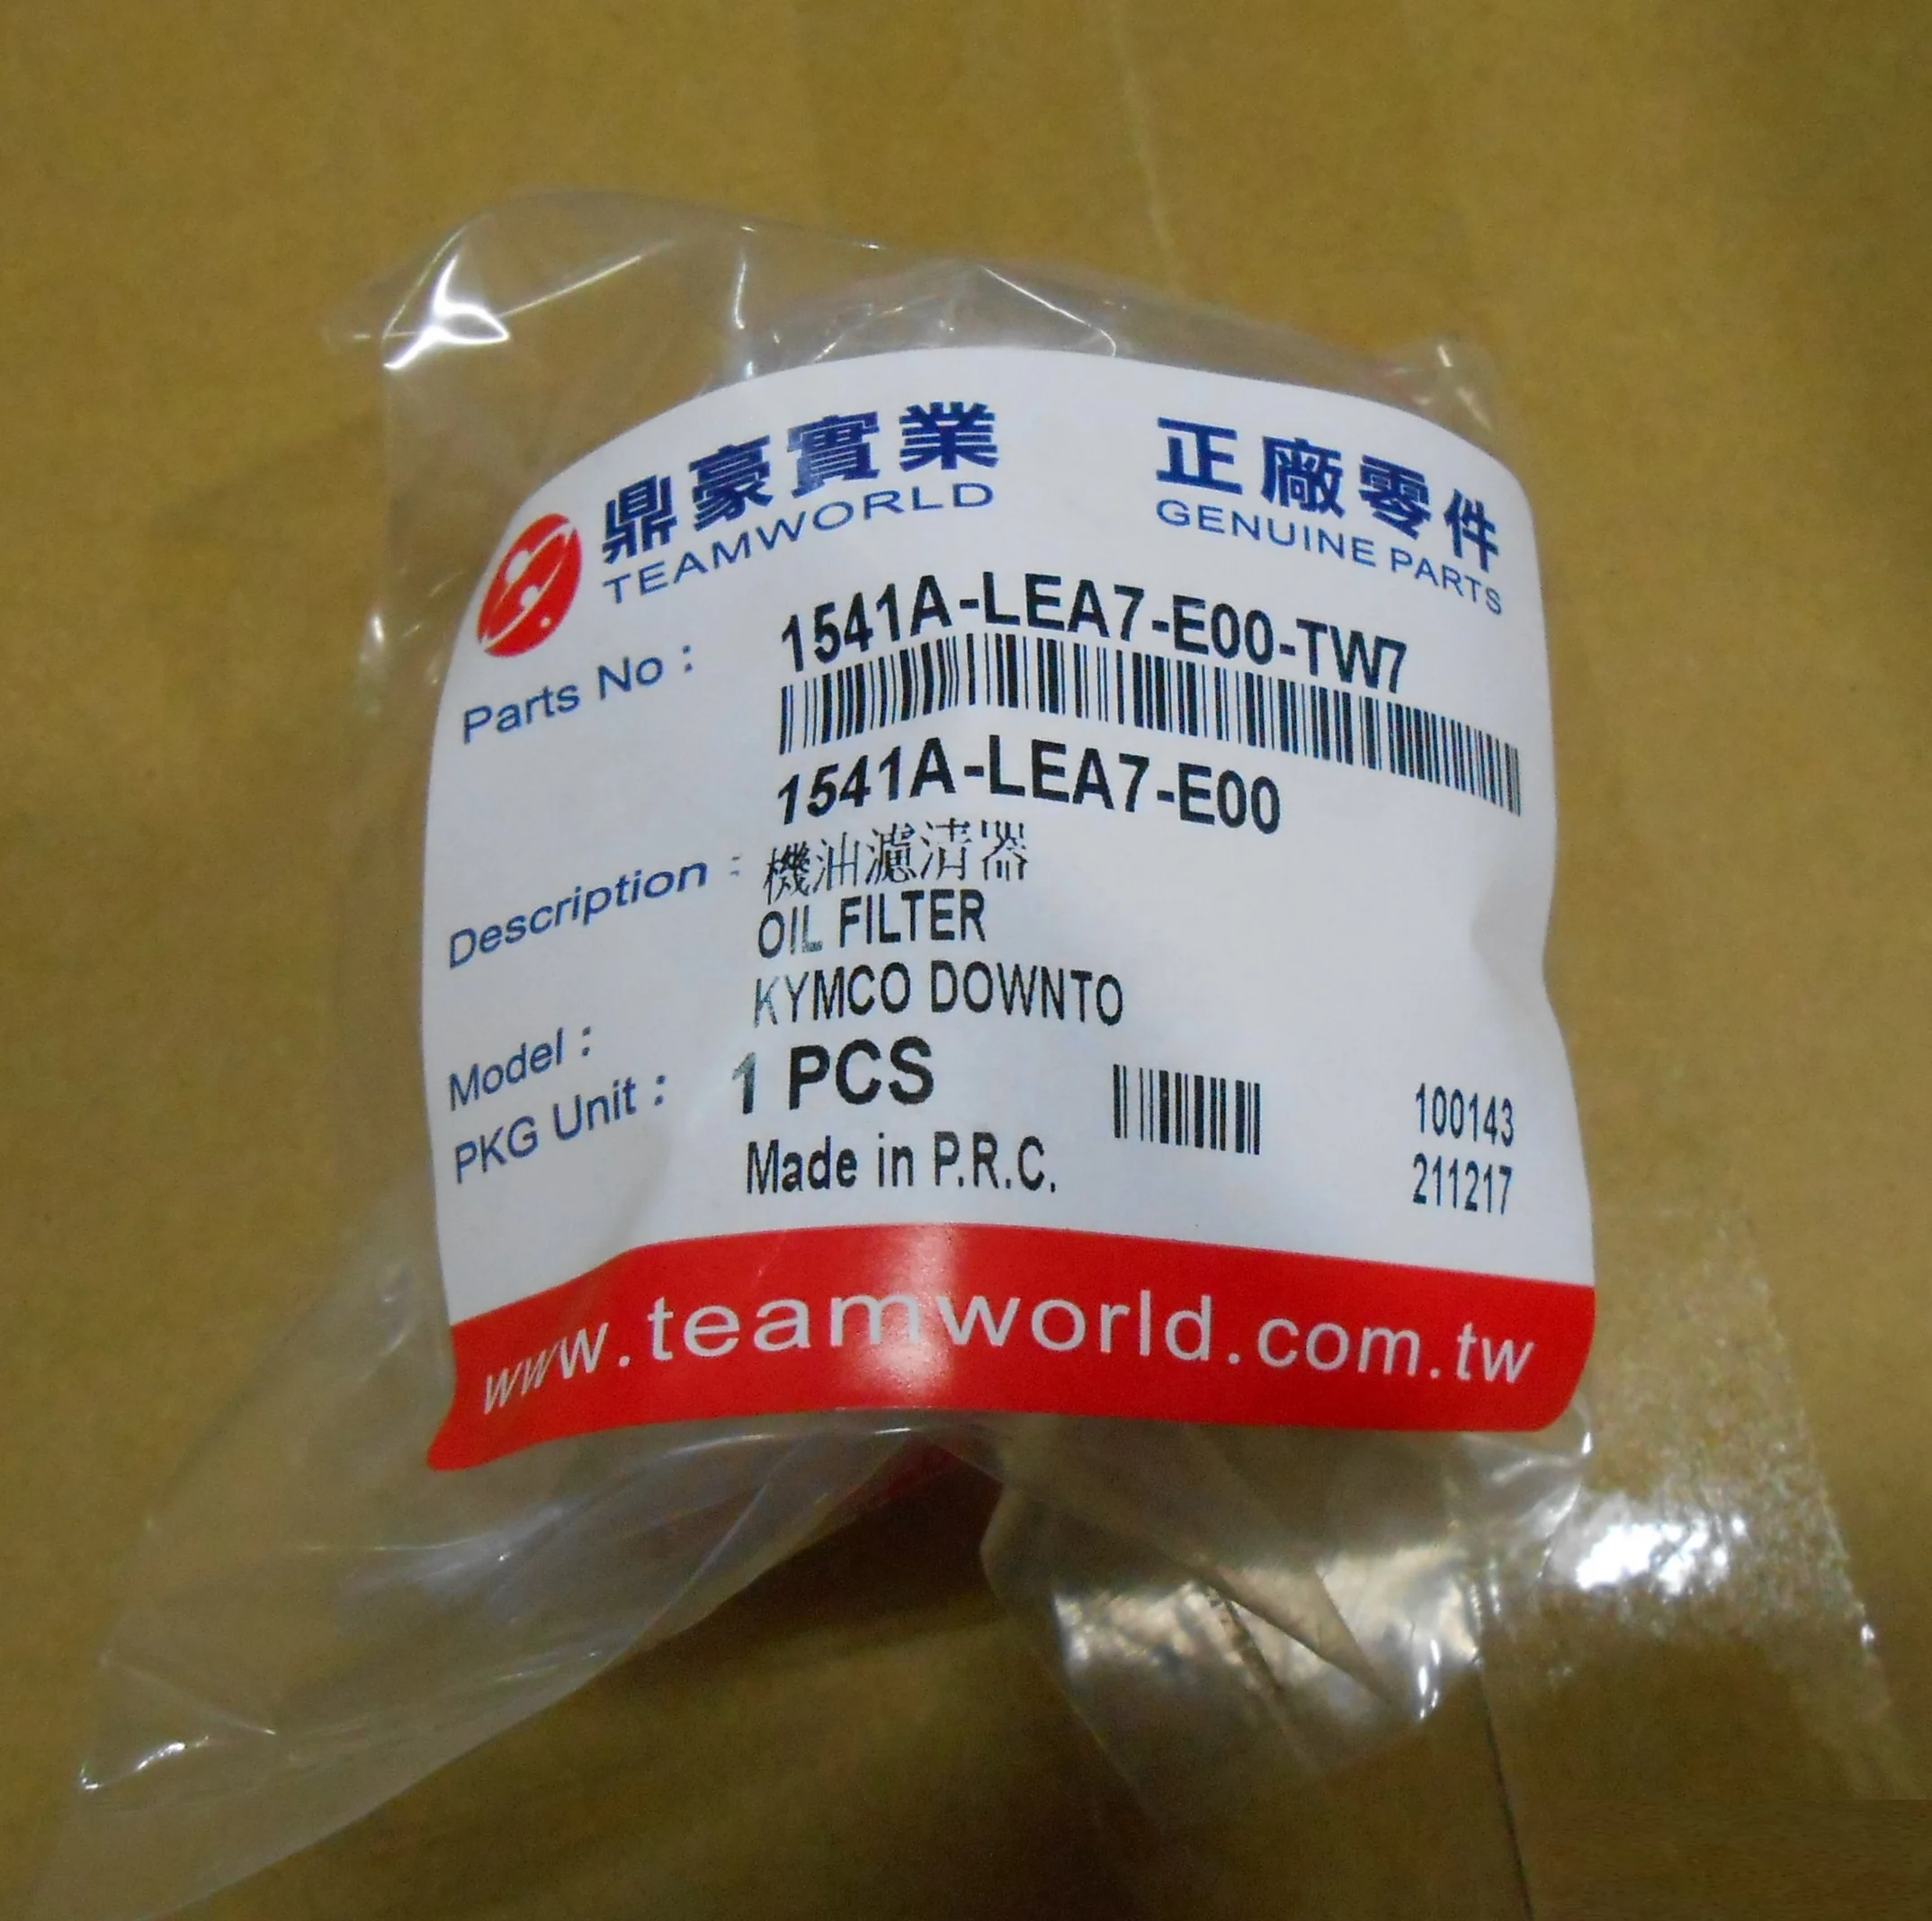 鼎豪實業 正廠零件
TEAMWORLD GENUINE PARTS
Parts No : 1541A-LEA7-E00-TW7
1541A-LEA7-E00
Description : 機油濾清器
OIL FILTER
KYMCO DOWNTO
Model :
PKG Unit : 1 PCS 100143
Made in P.R.C. 211217
www.teamworld.com.tw